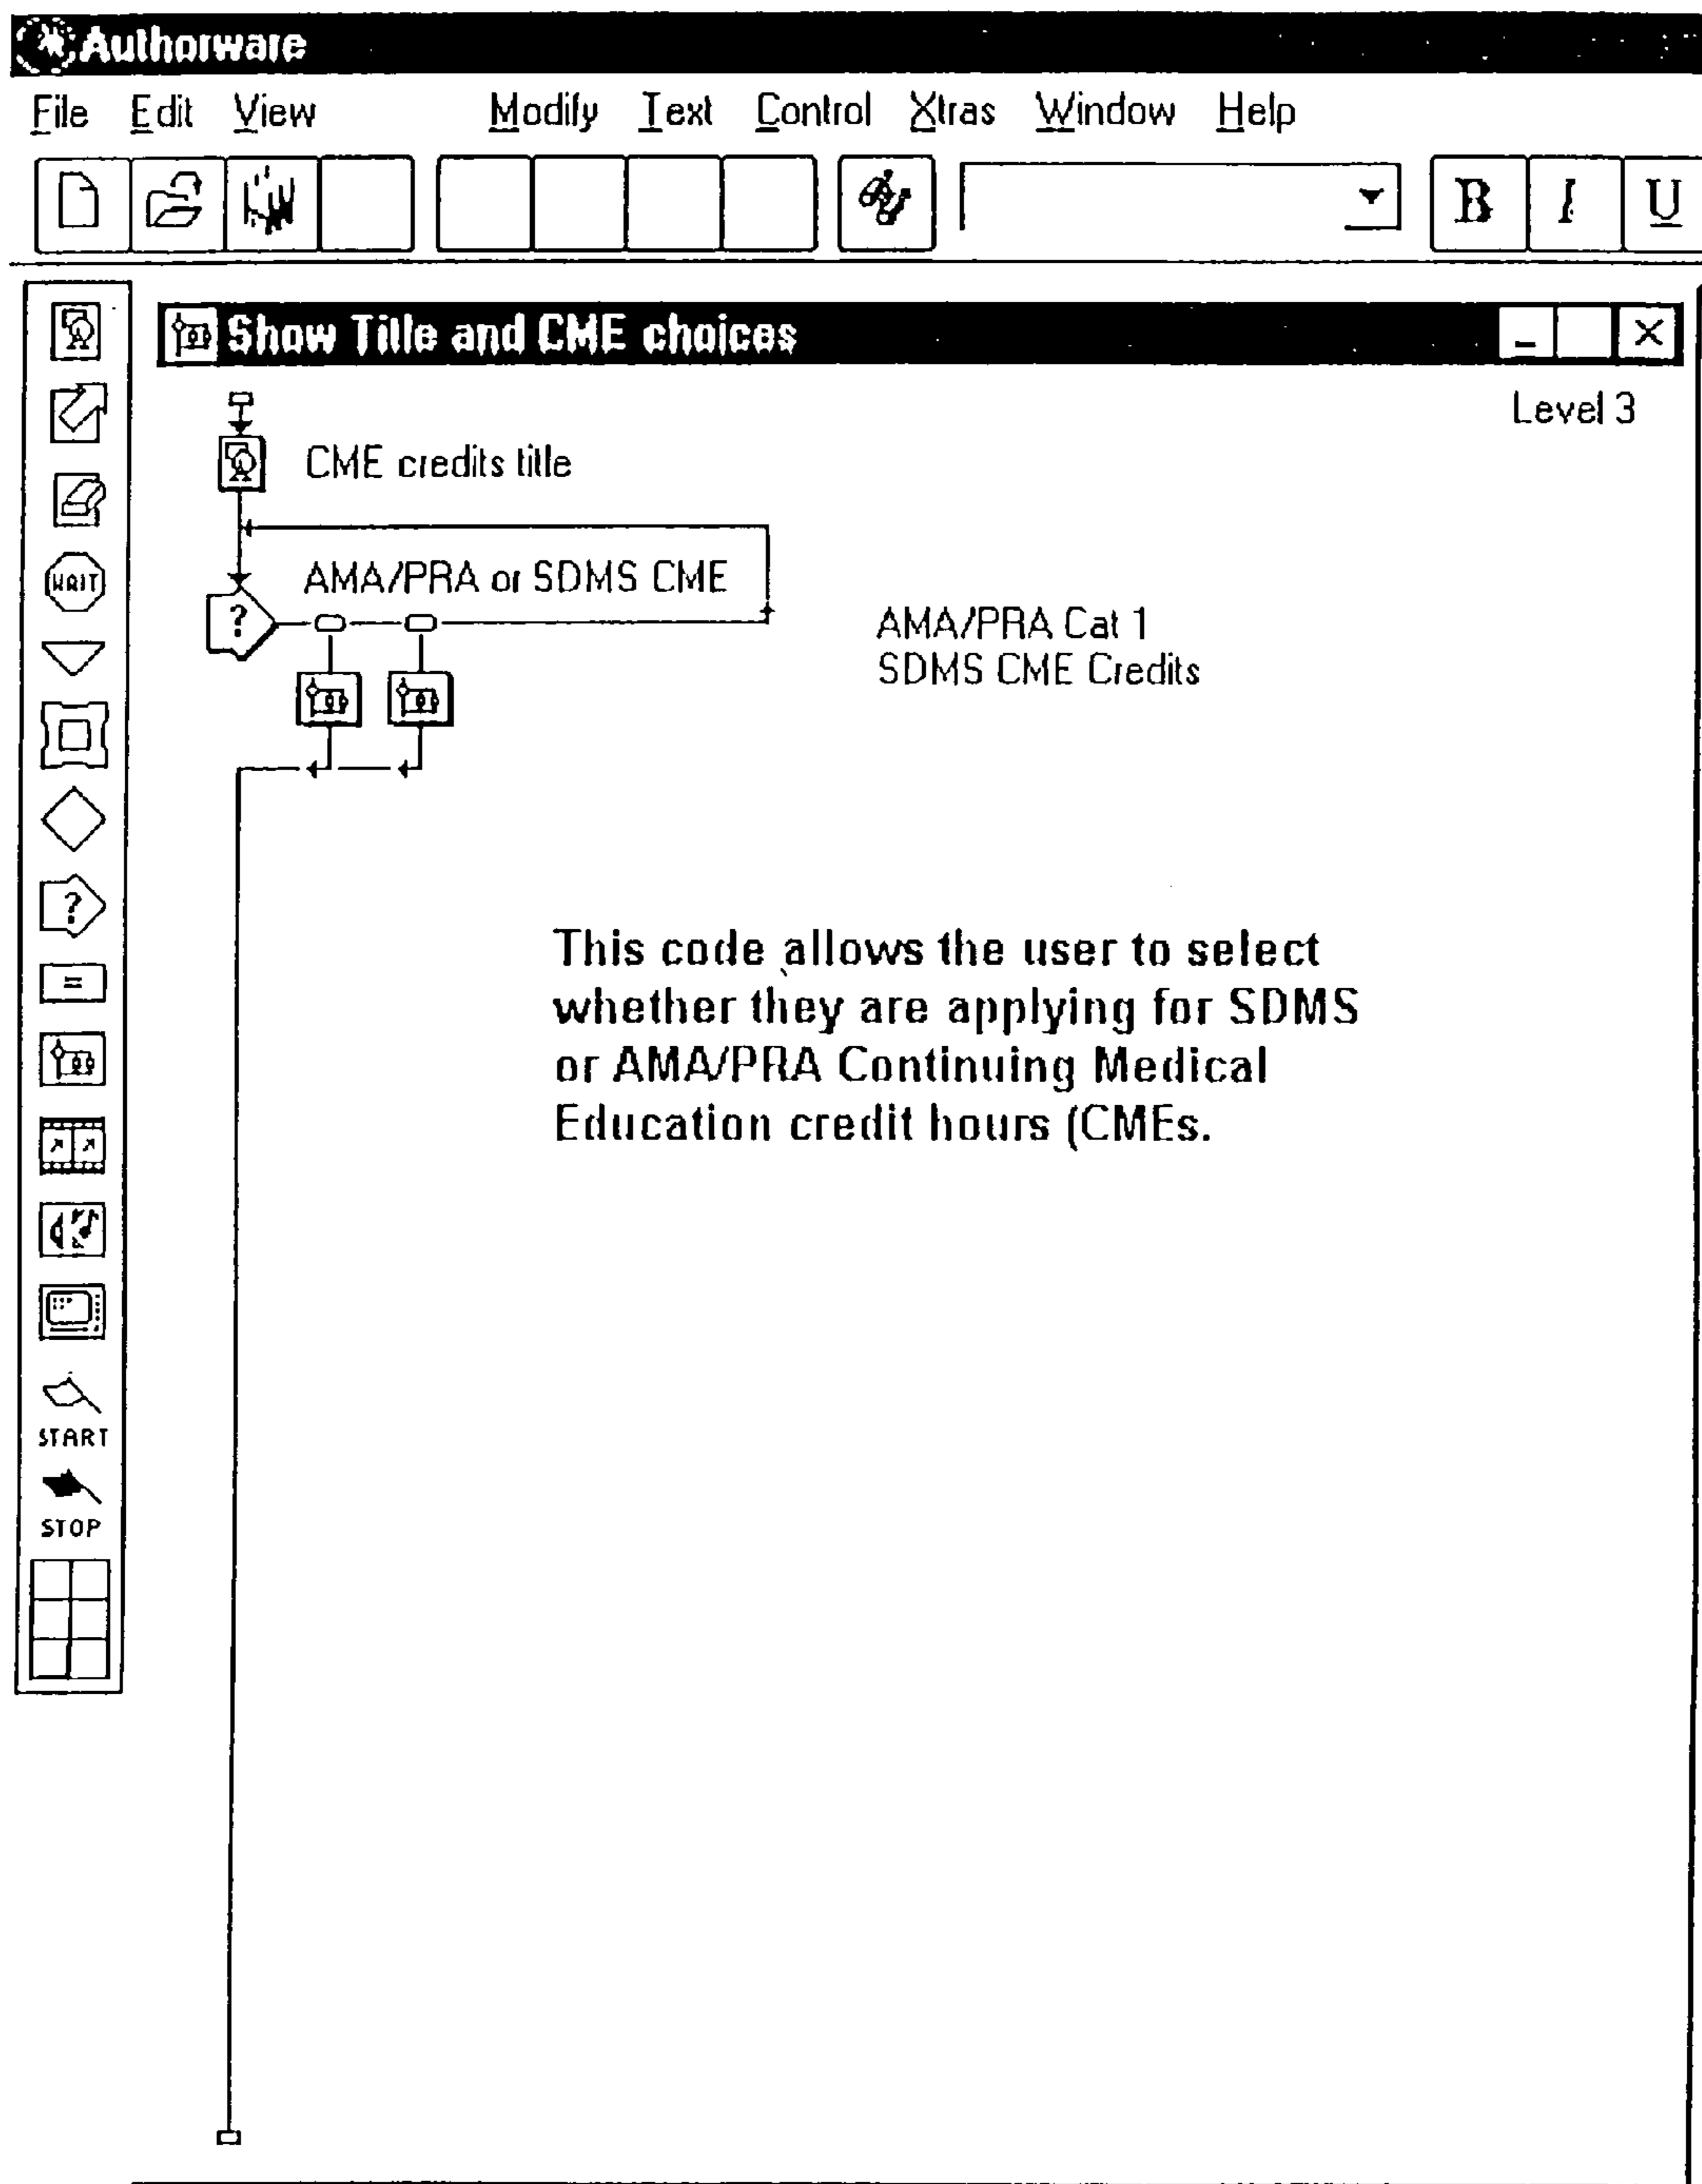 Authorware
File Edit View Modify Text Control Xtras Window Help
B I U
Show Title and CME choices
Level 3
CME credits title
AMA/PRA or SDMS CME
?
AMA/PRA Cat 1
SDMS CME Credits
WAIT
?
=
START
STOP
This code allows the user to select
whether they are applying for SDMS
or AMA/PRA Continuing Medical
Education credit hours (CMEs.